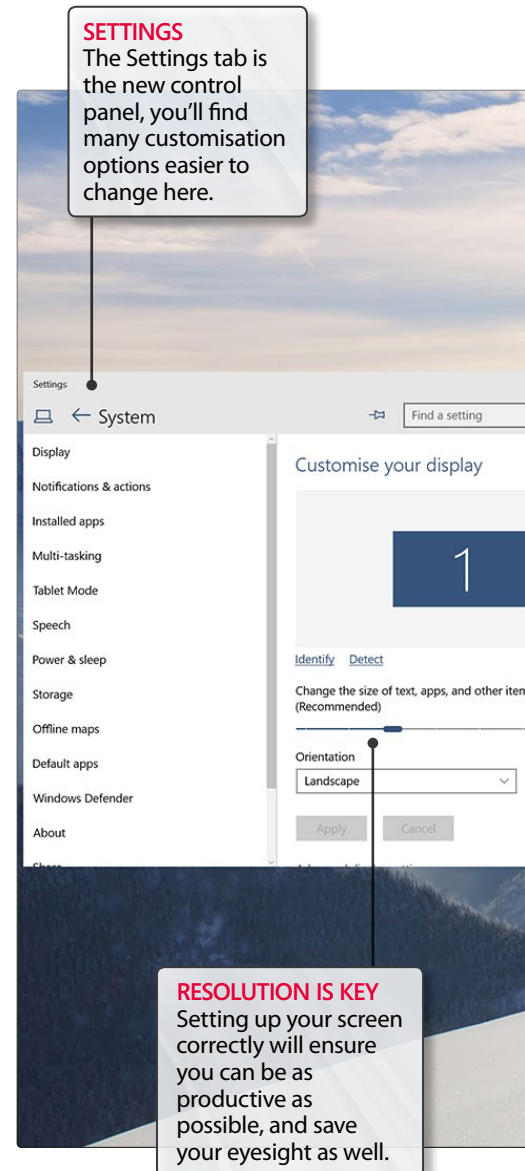 SETTINGS
The Settings tab is
the new control
panel, you'll find
many customisation
options easier to
change here.
Settings
System
Find a setting
Display
Notifications & actions
Installed apps
Multi-tasking
Tablet Mode
Speech
Power & sleep
Storage
Offline maps
Default apps
Windows Defender
About
Customise your display
1
Identify Detect
Change the size of text, apps, and other item
(Recommended)
Orientation
Landscape
Apply Cancel
RESOLUTION IS KEY
Setting up your screen
correctly will ensure
you can be as
productive as
possible, and save
your eyesight as well.